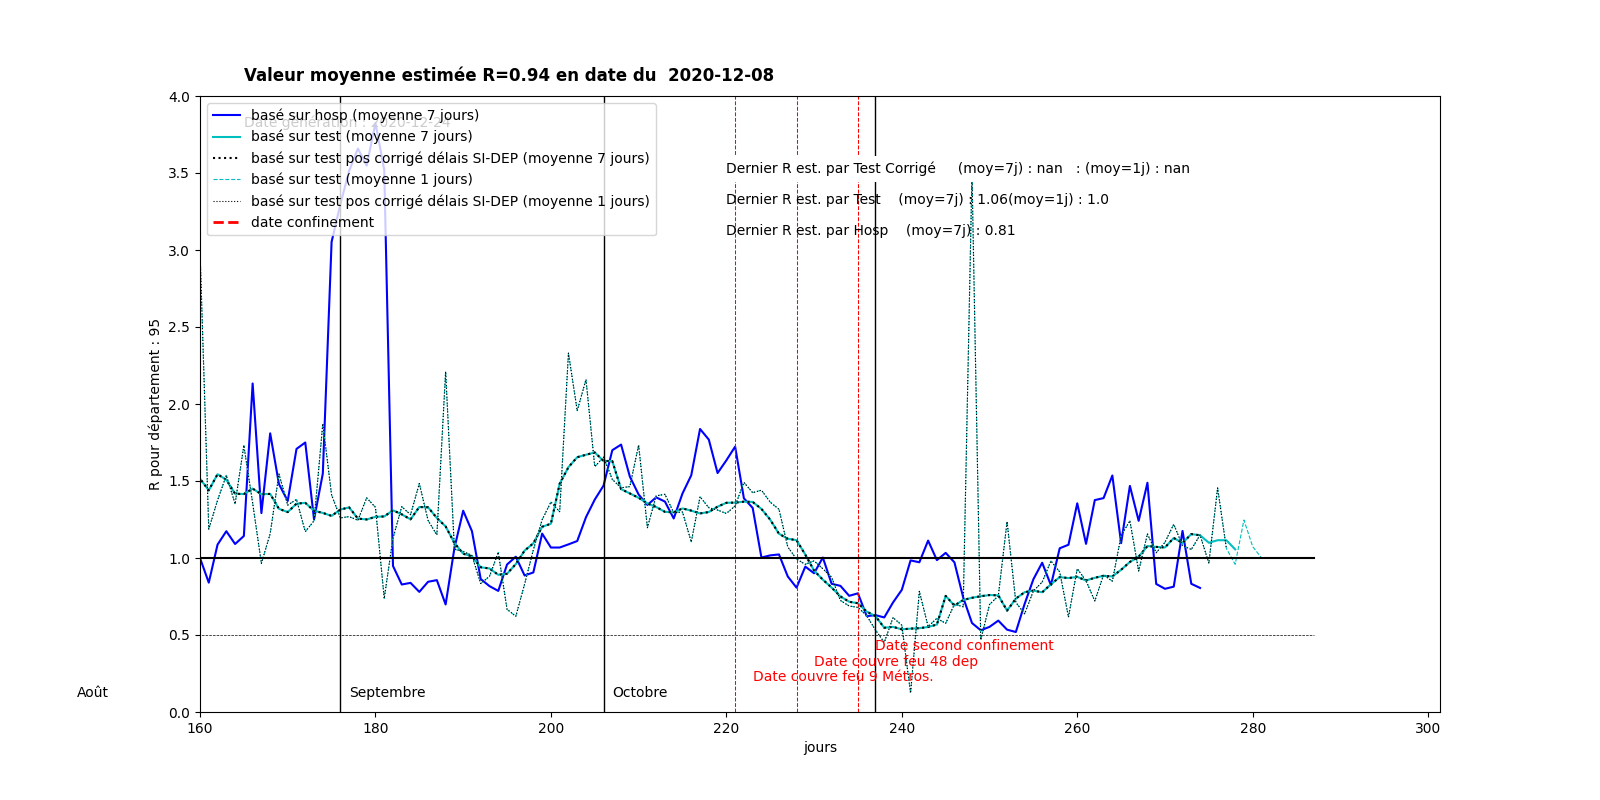 Valeur moyenne estimée R=0.94 en date du  2020-12-08
Date génération : 2020-12-24
basé sur hosp (moyenne 7 jours)
basé sur test (moyenne 7 jours)
basé sur test pos corrigé délais SI-DEP (moyenne 7 jours)
basé sur test (moyenne 1 jours)
basé sur test pos corrigé délais SI-DEP (moyenne 1 jours)
date confinement
Dernier R est. par Test Corrigé     (moy=7j) : nan   : (moy=1j) : nan
Dernier R est. par Test    (moy=7j) : 1.06(moy=1j) : 1.0
Dernier R est. par Hosp    (moy=7j) : 0.81
R pour département : 95
4.0
3.5
3.0
2.5
2.0
1.5
1.0
0.5
0.0
Date second confinement
Date couvre feu 48 dep
Date couvre feu 9 Métros.
Août
Septembre
Octobre
160
180
200
220
240
260
280
300
jours